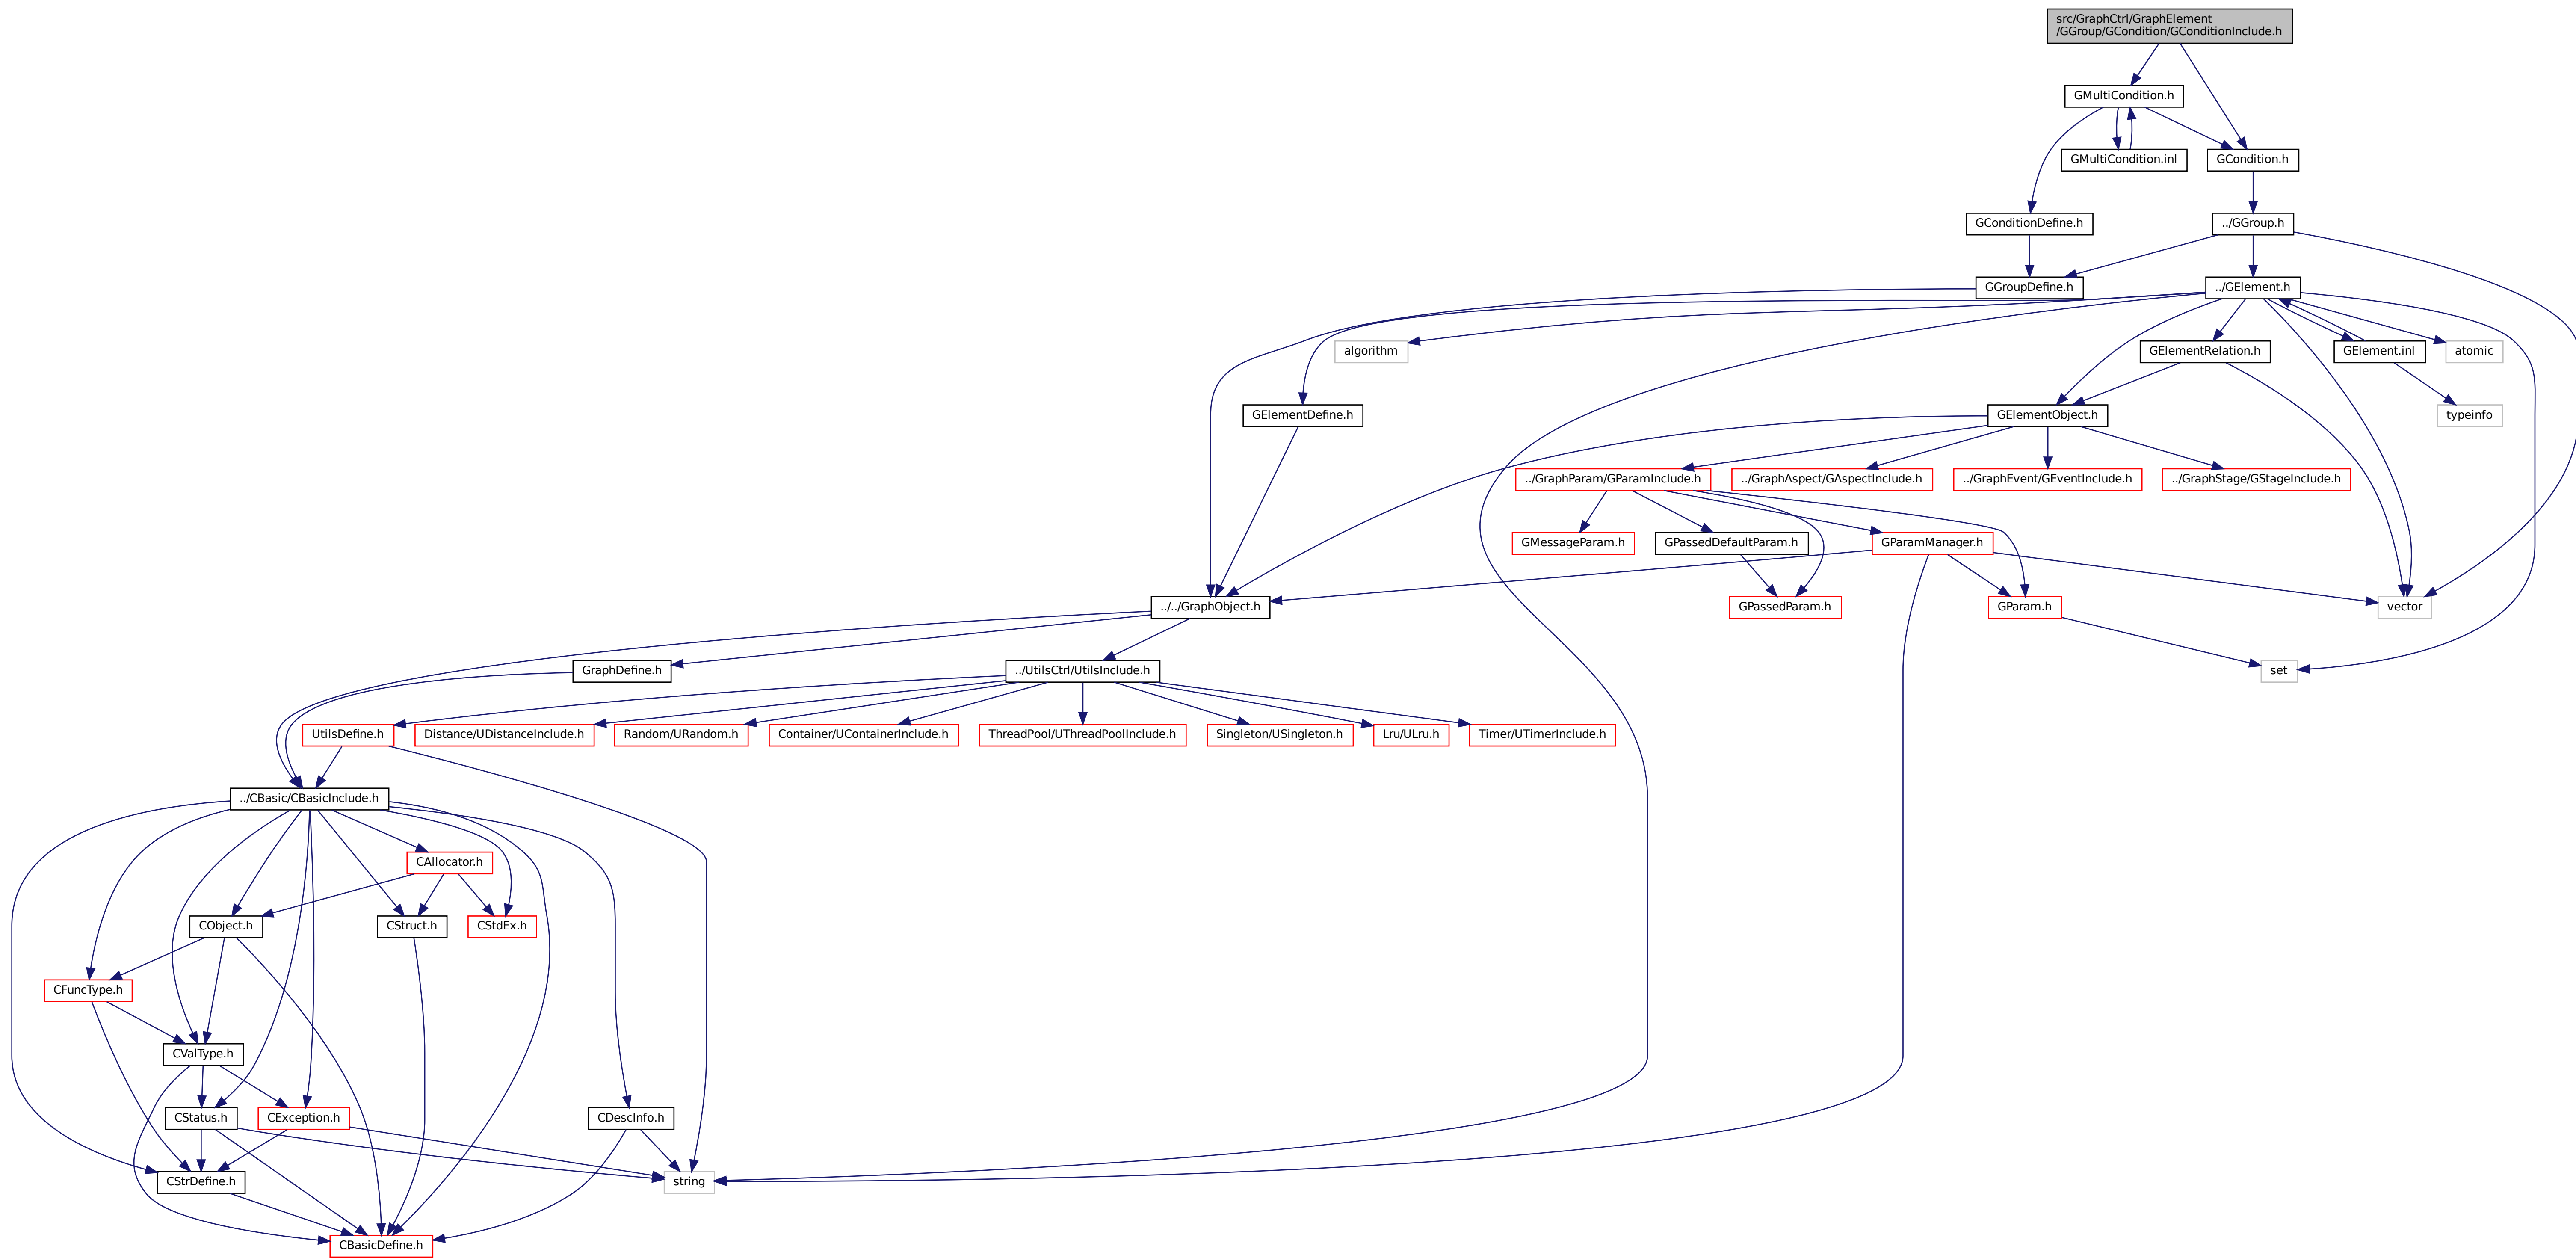 src/GraphCtrl/GraphElement
/GGroup/GCondition/GConditionInclude.h
GMultiCondition.h
GMultiCondition.inl
GCondition.h
GConditionDefine.h
../GGroup.h
GGroupDefine.h
../GElement.h
algorithm
GElementRelation.h
GElement.inl
atomic
GElementDefine.h
GElementObject.h
typeinfo
../GraphParam/GParamInclude.h
../GraphAspect/GAspectInclude.h
../GraphEvent/GEventInclude.h
../GraphStage/GStageInclude.h
GMessageParam.h
GPassedDefaultParam.h
GParamManager.h
../../GraphObject.h
GPassedParam.h
GParam.h
vector
GraphDefine.h
../UtilsCtrl/UtilsInclude.h
set
UtilsDefine.h
Distance/UDistanceInclude.h
Random/URandom.h
Container/UContainerInclude.h
ThreadPool/UThreadPoolInclude.h
Singleton/USingleton.h
Lru/ULru.h
Timer/UTimerInclude.h
../CBasic/CBasicInclude.h
CAllocator.h
CObject.h
CStruct.h
CStdEx.h
CFuncType.h
CValType.h
CStatus.h
CException.h
CDescInfo.h
CStrDefine.h
string
CBasicDefine.h